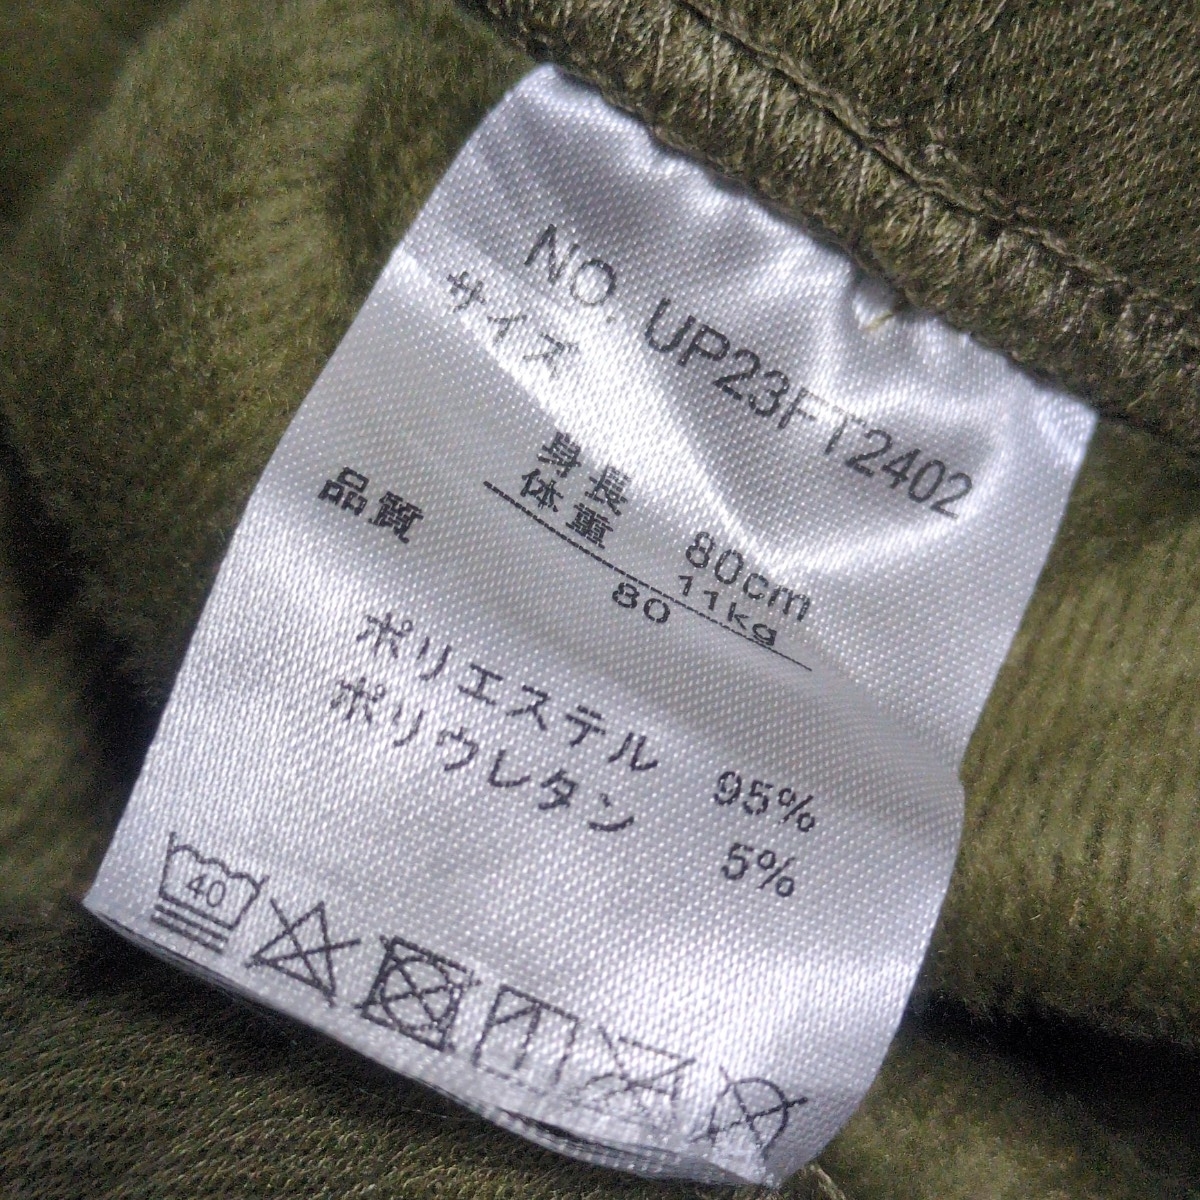 NO. UP23FT2402
サイズ
身長 80cm
体重 11kg
80
品質
ポリエステル 95%
ポリウレタン 5%
40